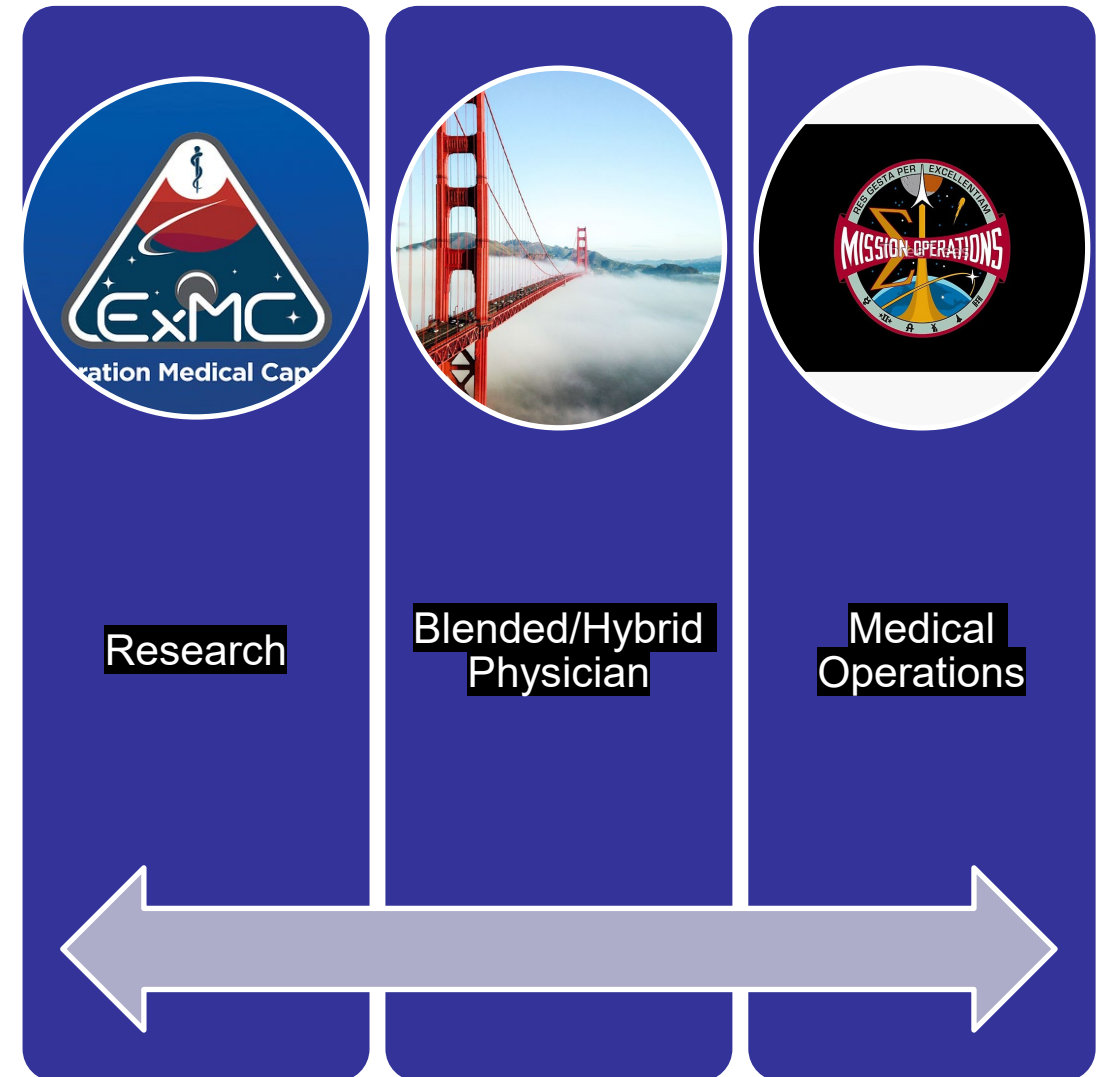 ExMC
ration Medical Cap
RES GESTA PER EXCELLENTIAM
MISSION OPERATIONS
Research
Blended/Hybrid
Physician
Medical
Operations